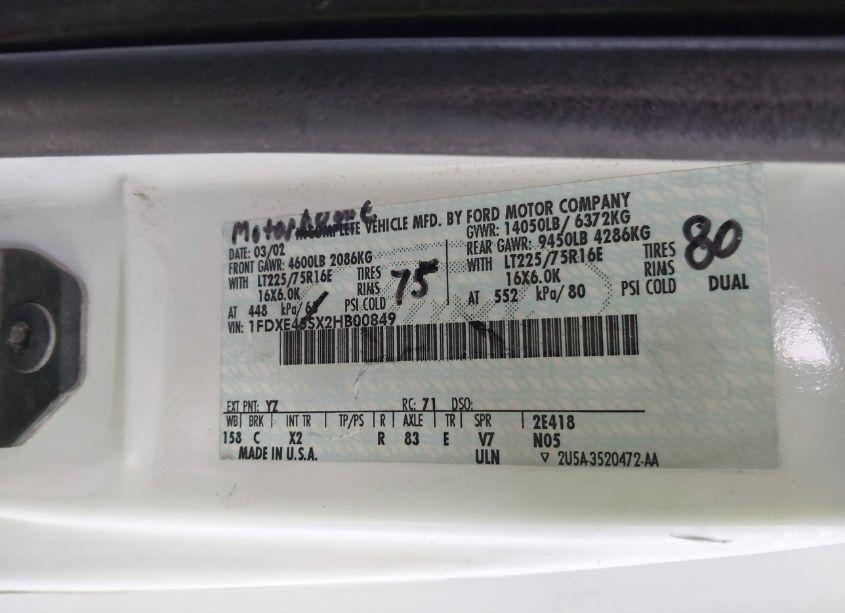 Motorhome
INCOMPLETE VEHICLE MFD. BY FORD MOTOR COMPANY
DATE: 03/02 GVWR: 14050LB/ 6372KG
FRONT GAWR: 4600LB 2086KG REAR GAWR: 9450LB 4286KG
WITH LT225/75R16E TIRES WITH LT225/75R16E TIRES
16X6.0K RIMS 75 16X6.0K RIMS 80
AT 448 kPa/ PSI COLD AT 552 kPa/ 80 PSI COLD DUAL
VIN: 1FDXE45SX2HB00849
EXT PNT: YZ RC: 71 DSO:
WB BRK INT TR TP/PS R AXLE TR SPR 2E418
158 C X2 R 83 E V7 N05
MADE IN U.S.A. ULN ▽ 2U5A-3520472-AA